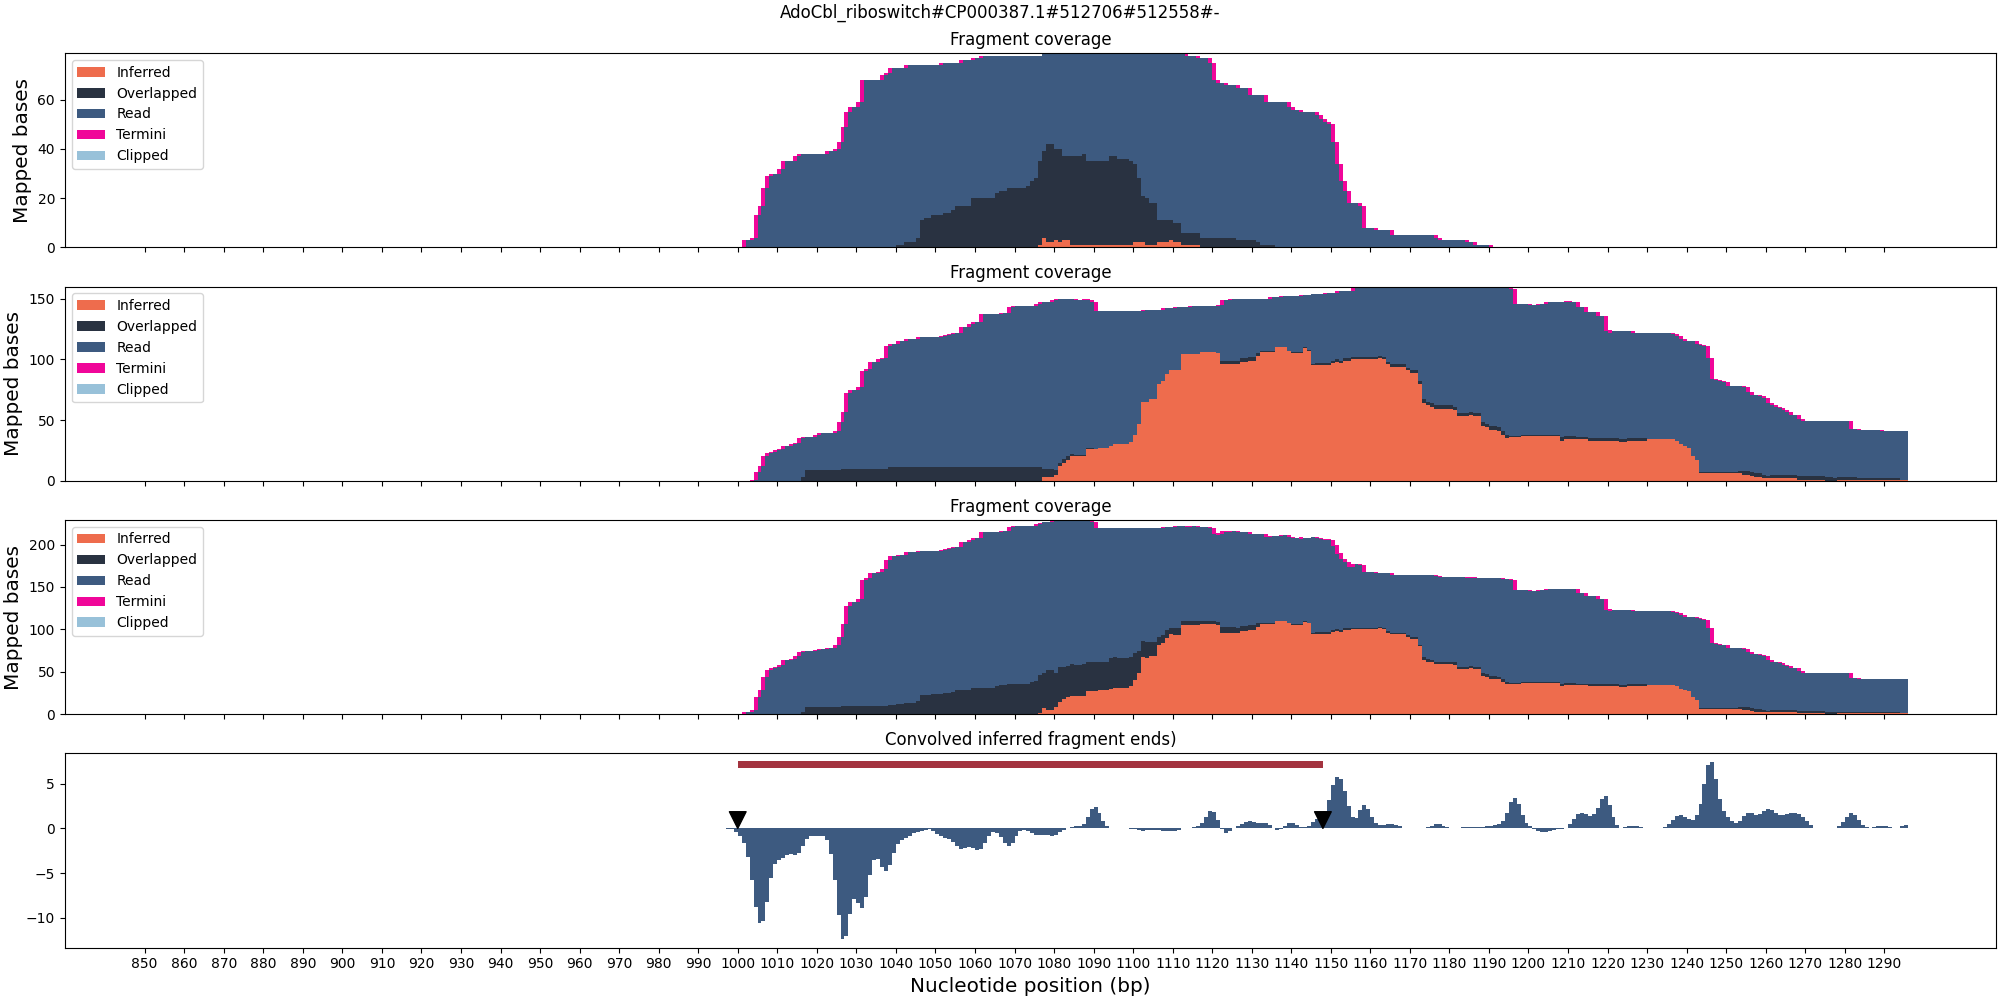 AdoCbl_riboswitch#CP000387.1#512706#512558#-
Fragment coverage
Mapped bases
60
40
20
0
Inferred
Overlapped
Read
Termini
Clipped
Fragment coverage
Mapped bases
150
100
50
0
Inferred
Overlapped
Read
Termini
Clipped
Fragment coverage
Mapped bases
200
150
100
50
0
Inferred
Overlapped
Read
Termini
Clipped
Convolved inferred fragment ends)
5
0
−5
−10
850 860 870 880 890 900 910 920 930 940 950 960 970 980 990 1000 1010 1020 1030 1040 1050 1060 1070 1080 1090 1100 1110 1120 1130 1140 1150 1160 1170 1180 1190 1200 1210 1220 1230 1240 1250 1260 1270 1280 1290
Nucleotide position (bp)